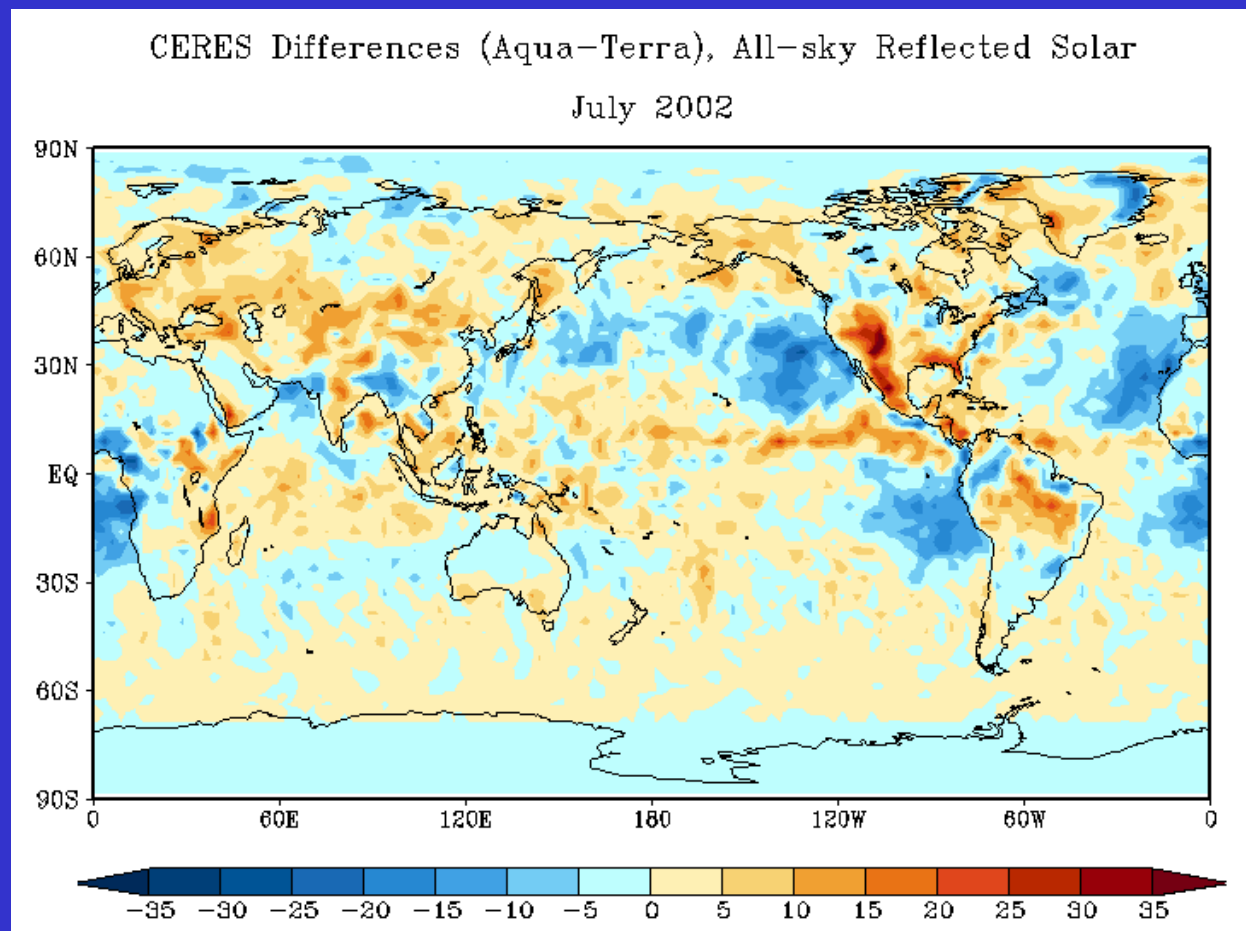 CERES Differences (Aqua-Terra), All-sky Reflected Solar
July 2002
90N
60N
30N
EQ
30S
60S
90S
0 60E 120E 180 120W 60W 0
-35 -30 -25 -20 -15 -10 -5 0 5 10 15 20 25 30 35